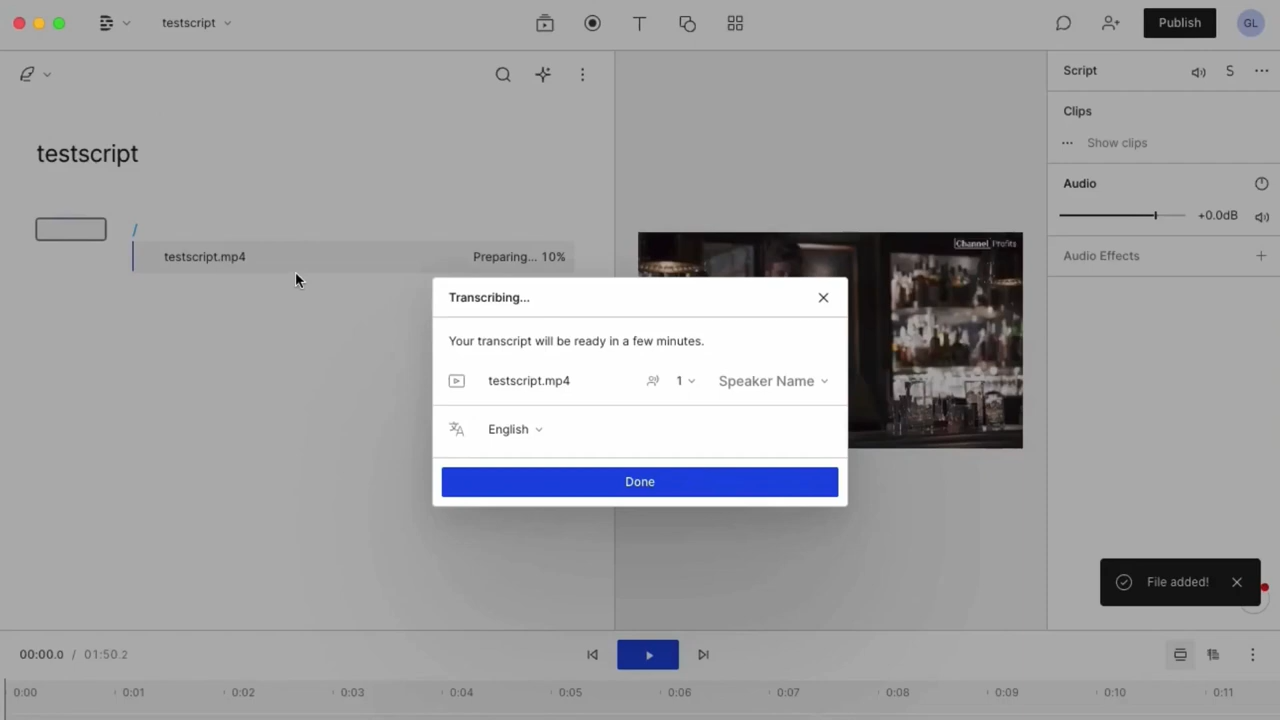 testscript
Publish
GL
testscript
/
testscript.mp4
Preparing... 10%
Channel Profits
Transcribing...
Your transcript will be ready in a few minutes.
testscript.mp4
1
Speaker Name
English
Done
Script
S
Clips
Show clips
Audio
+0.0dB
Audio Effects
File added!
00:00.0 / 01:50.2
0:00 0:01 0:02 0:03 0:04 0:05 0:06 0:07 0:08 0:09 0:10 0:11